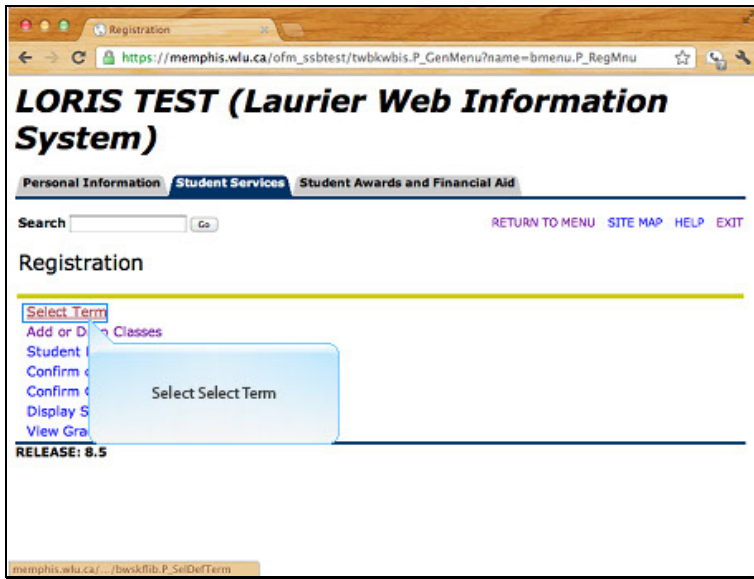 Registration
https://memphis.wlu.ca/ofm_ssbtest/twbkwbis.P_GenMenu?name=bmenu.P_RegMnu
LORIS TEST (Laurier Web Information
System)
Personal Information Student Services Student Awards and Financial Aid
Search Go RETURN TO MENU SITE MAP HELP EXIT
Registration
Select Term
Add or D n Classes
Student
Confirm
Confirm
Display S
View Gra
Select Select Term
RELEASE: 8.5
memphis.wlu.ca/.../bwskflib.P_SelDefTerm